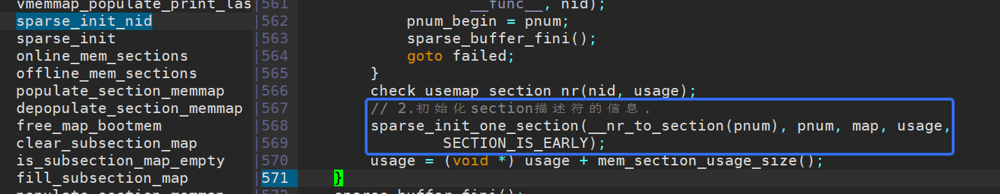 vmemmap_populate_print_las
sparse_init_nid
sparse_init
online_mem_sections
offline_mem_sections
populate_section_memmap
depopulate_section_memmap
free_map_bootmem
clear_subsection_map
is_subsection_map_empty
fill_subsection_map
populate_section_memmap
561 __func__, nid);
562 pnum_begin = pnum;
563 sparse_buffer_fini();
564 goto failed;
565 }
566 check_usemap_section_nr(nid, usage);
567 // 2.初始化section描述符的信息.
568 sparse_init_one_section(__nr_to_section(pnum), pnum, map, usage,
569 SECTION_IS_EARLY);
570 usage = (void *) usage + mem_section_usage_size();
571 }
572 sparse_buffer_fini();